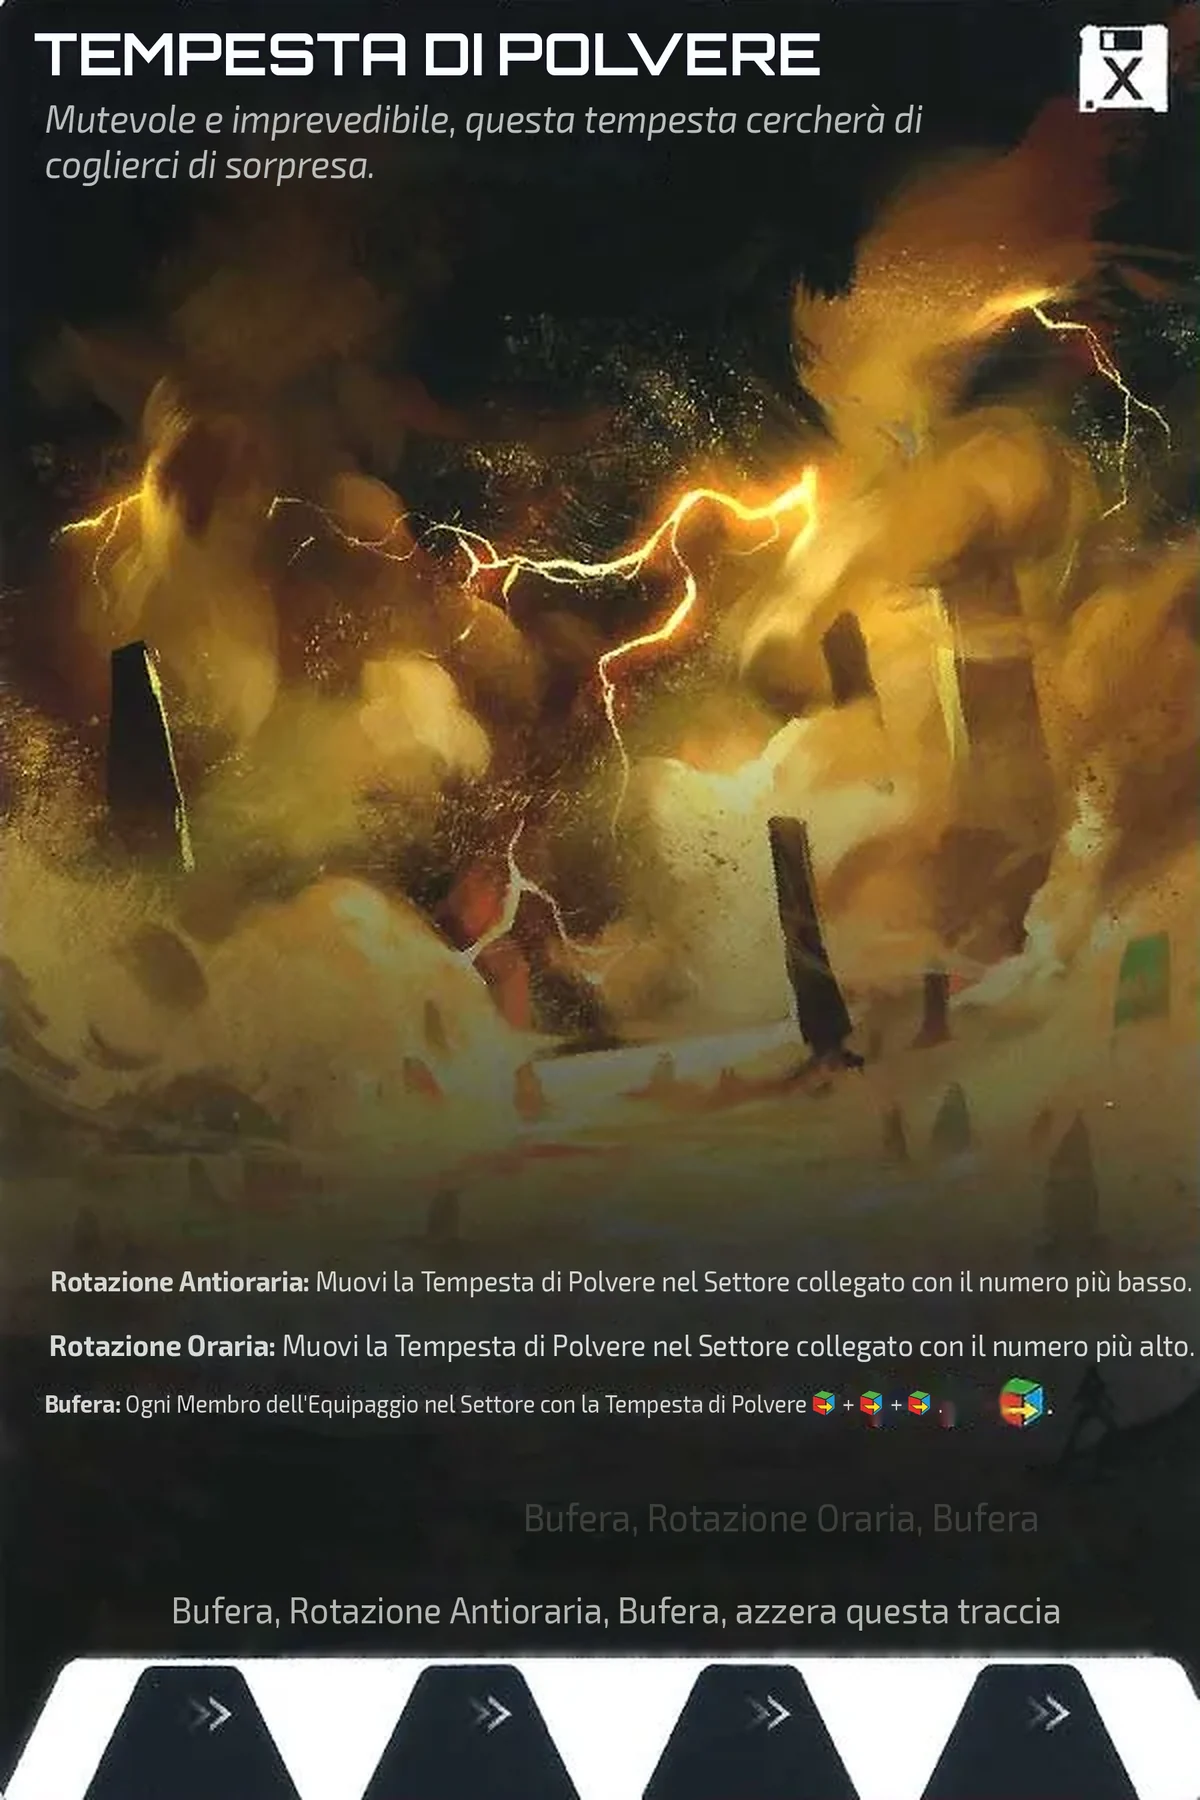 TEMPESTA DI POLVERE
X
Mutevole e imprevedibile, questa tempesta cercherà di
coglierci di sorpresa.
Rotazione Antioraria: Muovi la Tempesta di Polvere nel Settore collegato con il numero più basso.
Rotazione Oraria: Muovi la Tempesta di Polvere nel Settore collegato con il numero più alto.
Bufera: Ogni Membro dell'Equipaggio nel Settore con la Tempesta di Polvere + + . .
Bufera, Rotazione Oraria, Bufera
Bufera, Rotazione Antioraria, Bufera, azzera questa traccia